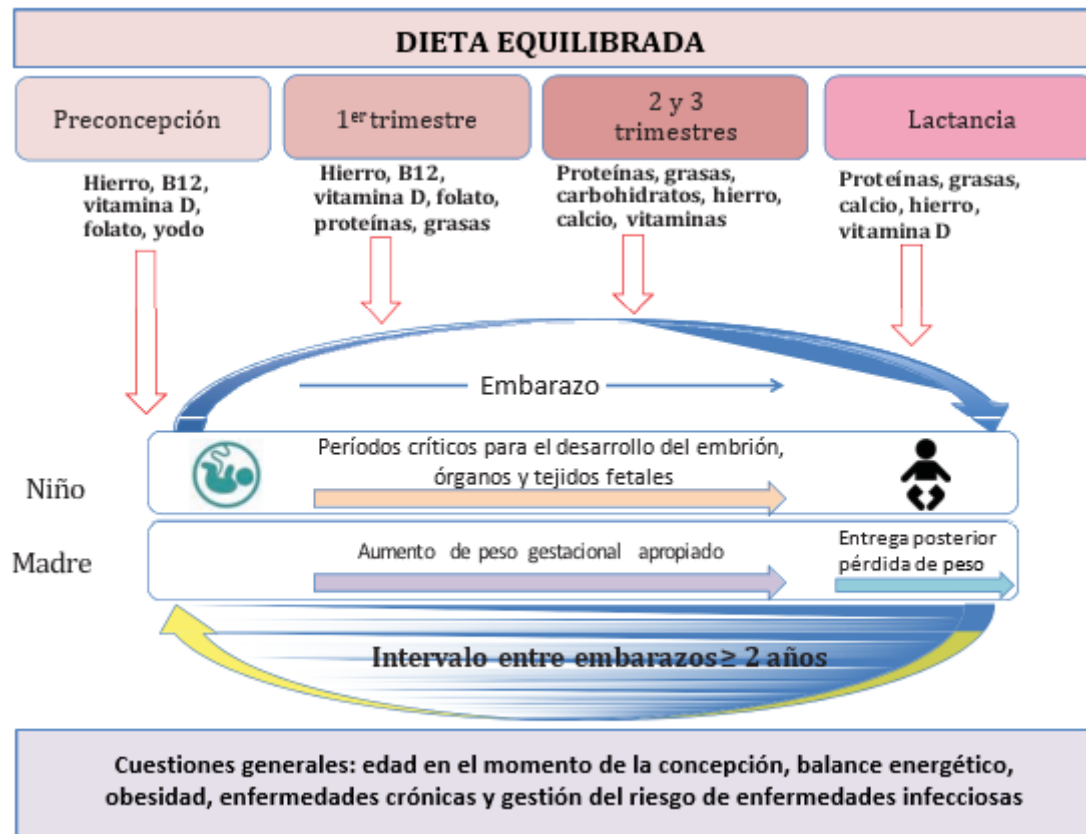 DIETA EQUILIBRADA
Preconcepción
1er trimestre
2 y 3
trimestres
Lactancia
Hierro, B12,
vitamina D,
folato, yodo
Hierro, B12,
vitamina D, folato,
proteínas, grasas
Proteínas, grasas,
carbohidratos, hierro,
calcio, vitaminas
Proteínas, grasas,
calcio, hierro,
vitamina D
Embarazo
Niño
Períodos críticos para el desarrollo del embrión,
órganos y tejidos fetales
Madre
Aumento de peso gestacional apropiado
Entrega posterior
pérdida de peso
Intervalo entre embarazos ≥ 2 años
Cuestiones generales: edad en el momento de la concepción, balance energético,
obesidad, enfermedades crónicas y gestión del riesgo de enfermedades infecciosas